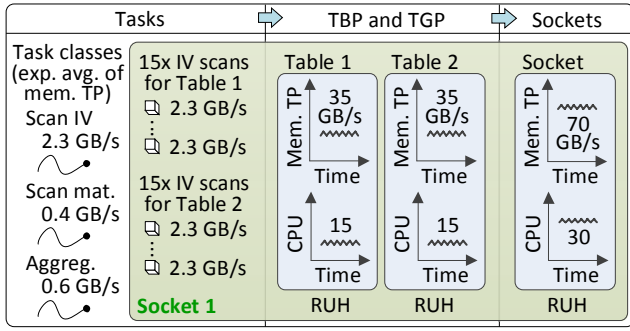 Tasks
TBP and TGP
Sockets
Task classes
(exp. avg. of
mem. TP)
Scan IV
2.3 GB/s
Scan mat.
0.4 GB/s
Aggreg.
0.6 GB/s
15x IV scans
for Table 1
2.3 GB/s
2.3 GB/s
15x IV scans
for Table 2
2.3 GB/s
2.3 GB/s
Socket 1
Table 1
Mem. TP
35
GB/s
Time
CPU
15
Time
RUH
Table 2
Mem. TP
35
GB/s
Time
CPU
15
Time
RUH
Socket
Mem. TP
70
GB/s
Time
CPU
30
Time
RUH